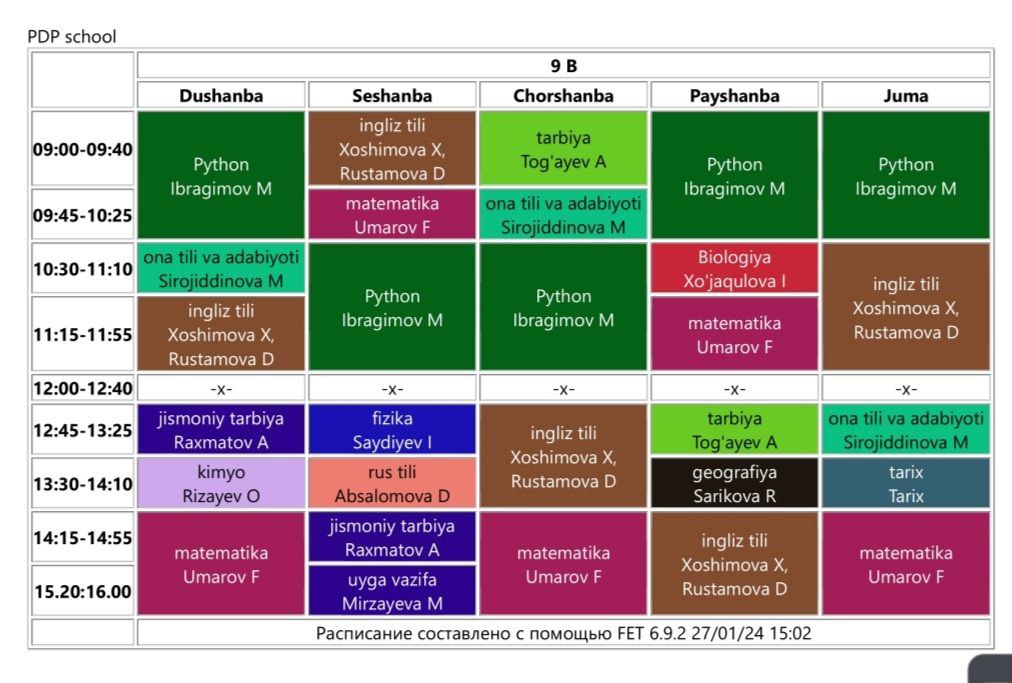 PDP school
9 B
Dushanba Seshanba Chorshanba Payshanba Juma
09:00-09:40
Python
Ibragimov M
ingliz tili
Xoshimova X,
Rustamova D
tarbiya
Tog'ayev A
Python
Ibragimov M
Python
Ibragimov M
09:45-10:25
matematika
Umarov F
ona tili va adabiyoti
Sirojiddinova M
10:30-11:10
ona tili va adabiyoti
Sirojiddinova M
Python
Ibragimov M
Python
Ibragimov M
Biologiya
Xo'jaqulova I
ingliz tili
Xoshimova X,
Rustamova D
11:15-11:55
ingliz tili
Xoshimova X,
Rustamova D
matematika
Umarov F
12:00-12:40 -x- -x- -x- -x- -x-
12:45-13:25
jismoniy tarbiya
Raxmatov A
fizika
Saydiyev I
ingliz tili
Xoshimova X,
Rustamova D
tarbiya
Tog'ayev A
ona tili va adabiyoti
Sirojiddinova M
13:30-14:10
kimyo
Rizayev O
rus tili
Absalomova D
geografiya
Sarikova R
tarix
Tarix
14:15-14:55
matematika
Umarov F
jismoniy tarbiya
Raxmatov A
matematika
Umarov F
ingliz tili
Xoshimova X,
Rustamova D
matematika
Umarov F
15.20:16.00
uyga vazifa
Mirzayeva M
Расписание составлено с помощью FET 6.9.2 27/01/24 15:02